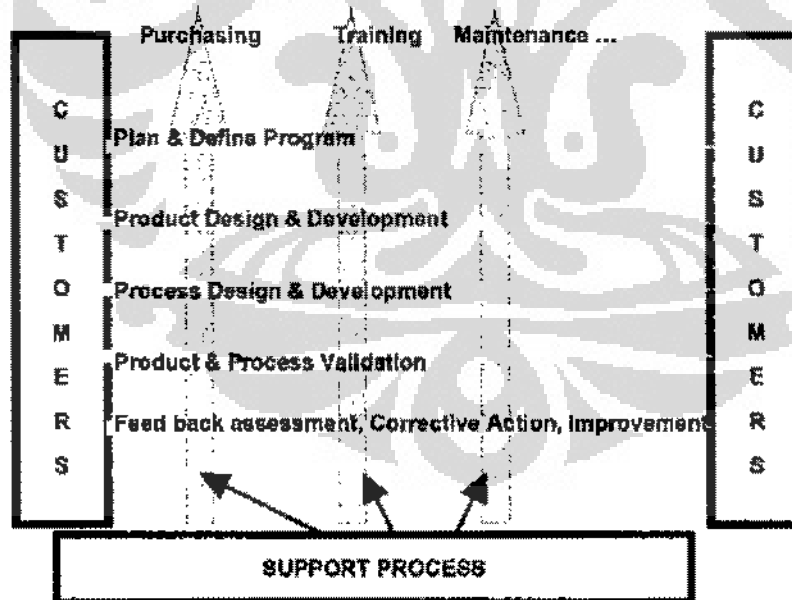 Purchasing Training Maintenance ...
C U S T O M E R S
Plan & Define Program
Product Design & Development
Process Design & Development
Product & Process Validation
Feed back assessment, Corrective Action, Improvement
C U S T O M E R S
SUPPORT PROCESS